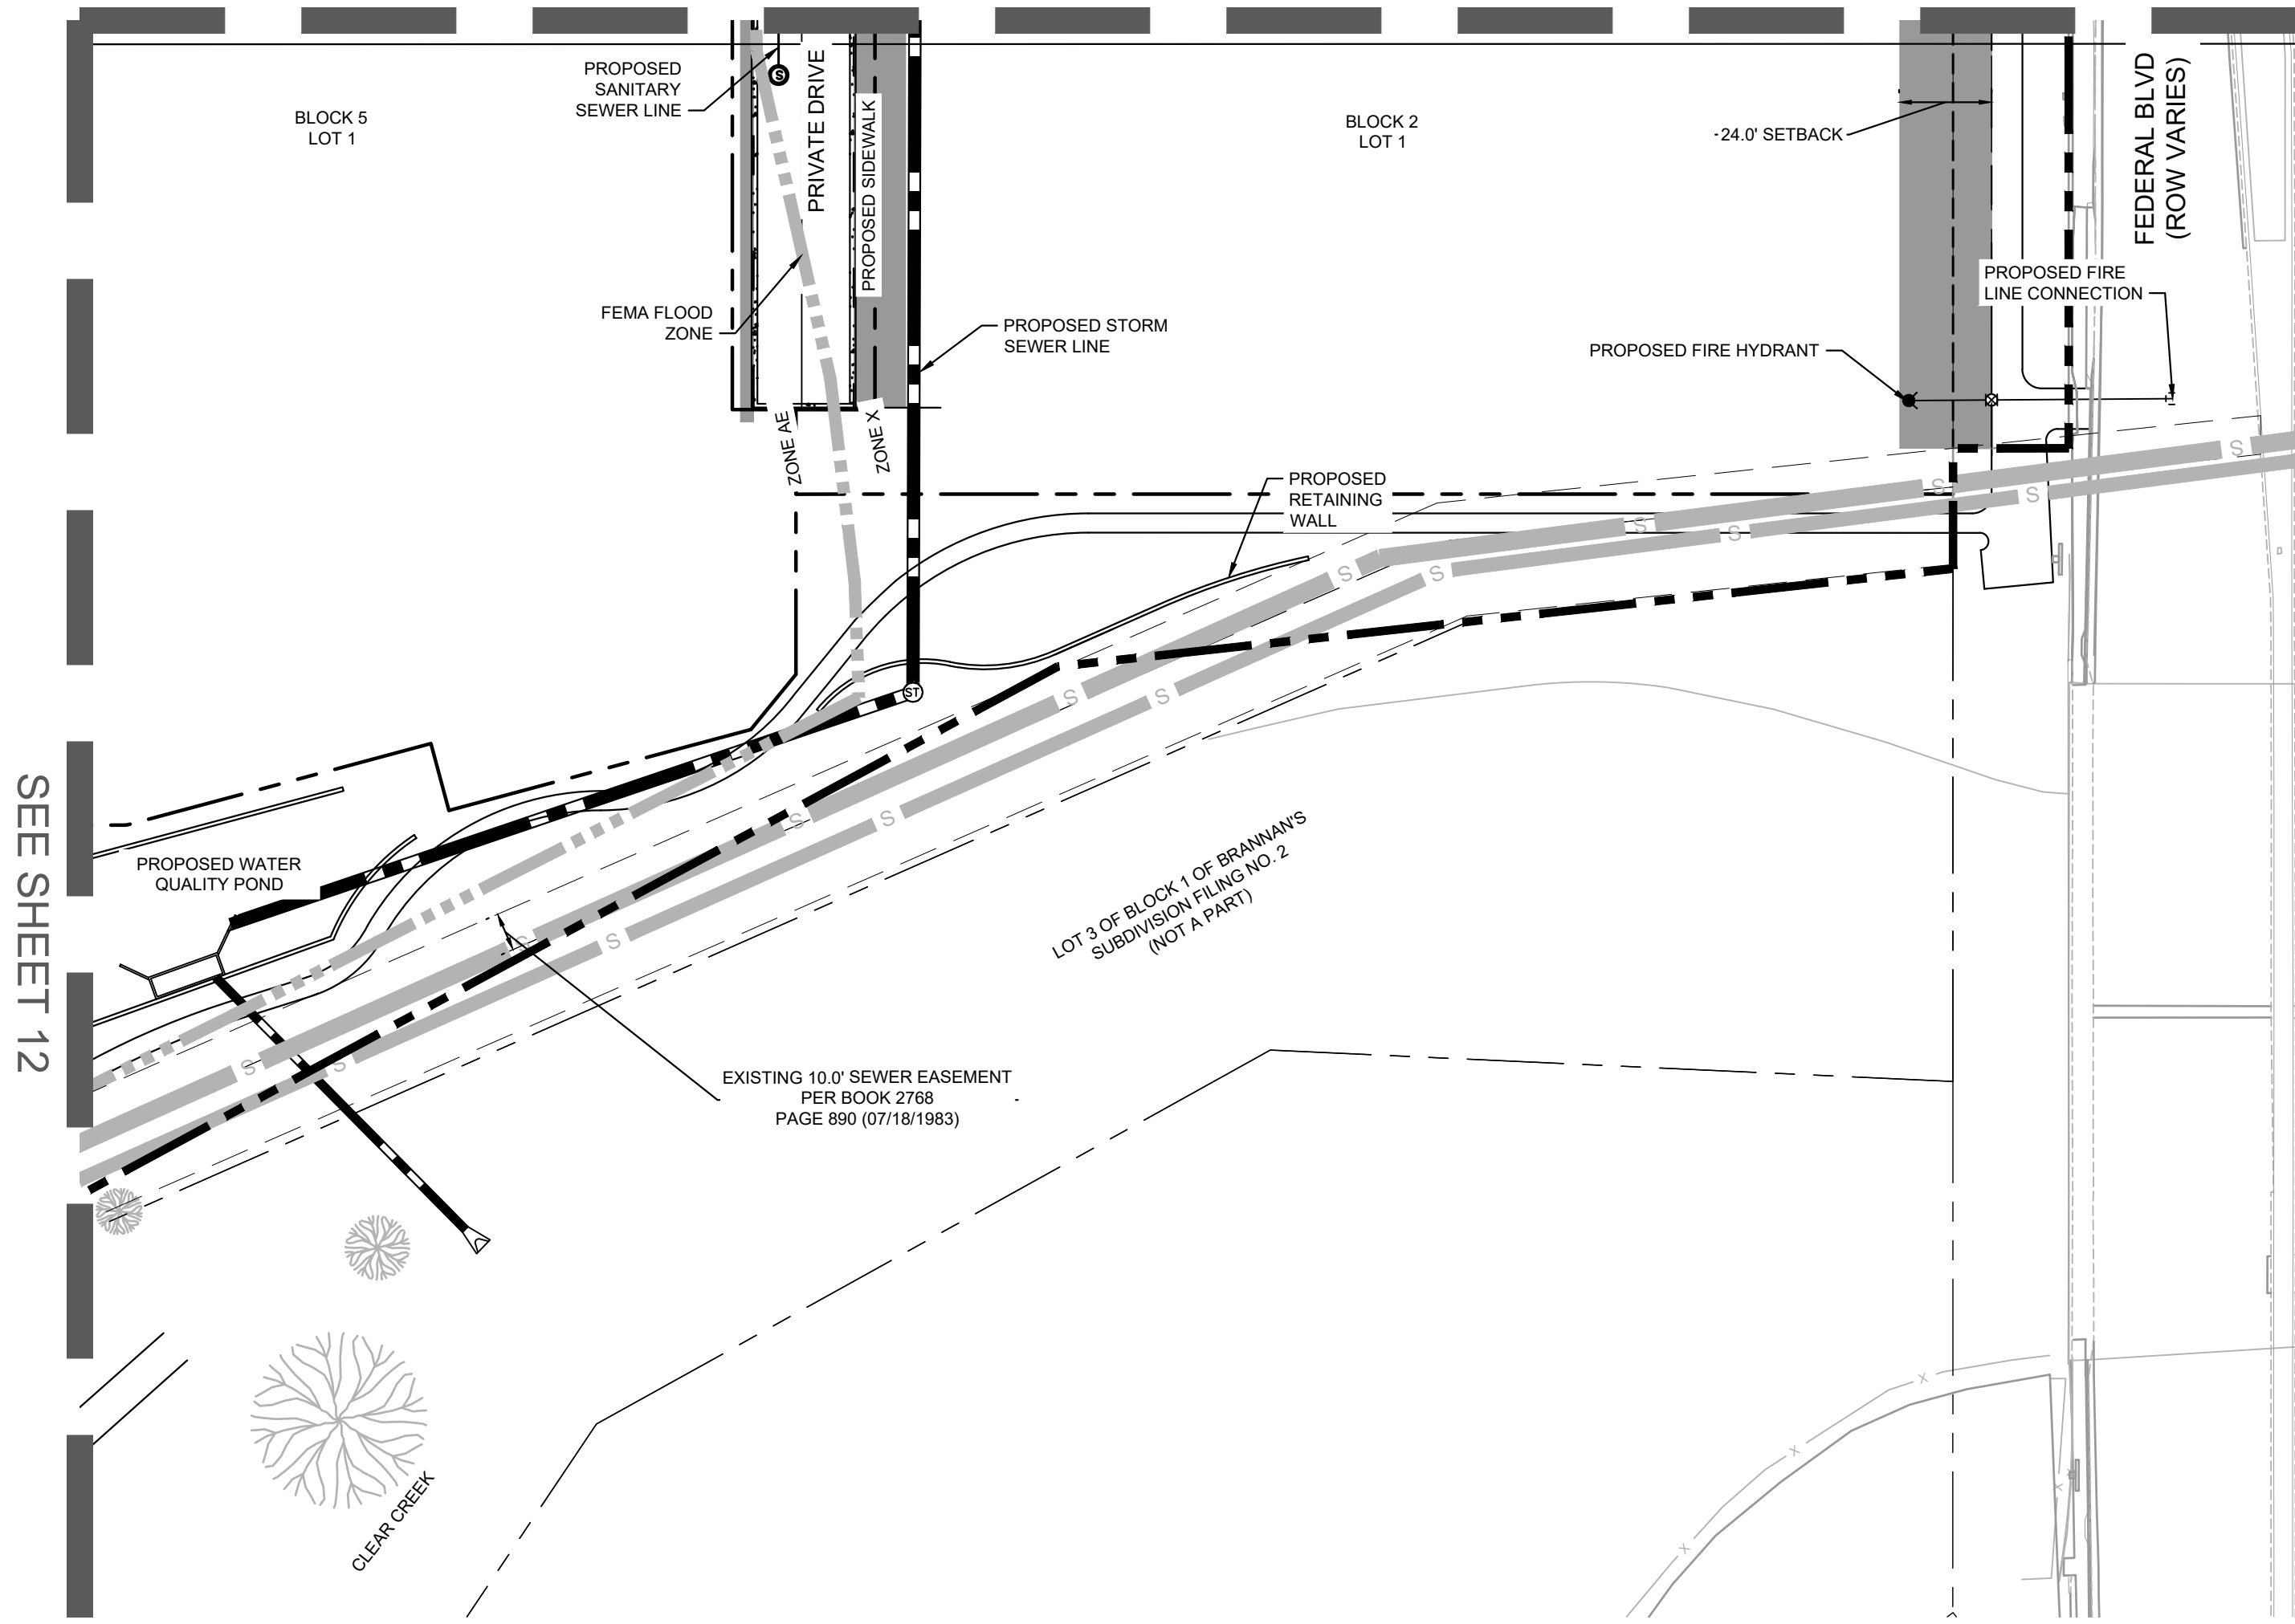 PROPOSED
SANITARY
SEWER LINE
S
PRIVATE DRIVE
PROPOSED SIDEWALK
BLOCK 5
LOT 1
BLOCK 2
LOT 1
-24.0' SETBACK
FEDERAL BLVD
(ROW VARIES)
PROPOSED FIRE
LINE CONNECTION
FEMA FLOOD
ZONE
PROPOSED STORM
SEWER LINE
PROPOSED FIRE HYDRANT
ZONE AE
ZONE X
PROPOSED
RETAINING
WALL
S
S
S
S
S
S
S
ST
S
S
S
S
S
S
S
S
PROPOSED WATER
QUALITY POND
SEE SHEET 12
LOT 3 OF BLOCK 1 OF BRANNAN'S
SUBDIVISION FILING NO. 2
(NOT A PART)
EXISTING 10.0' SEWER EASEMENT
PER BOOK 2768
PAGE 890 (07/18/1983)
CLEAR CREEK
X
X
X
X
X